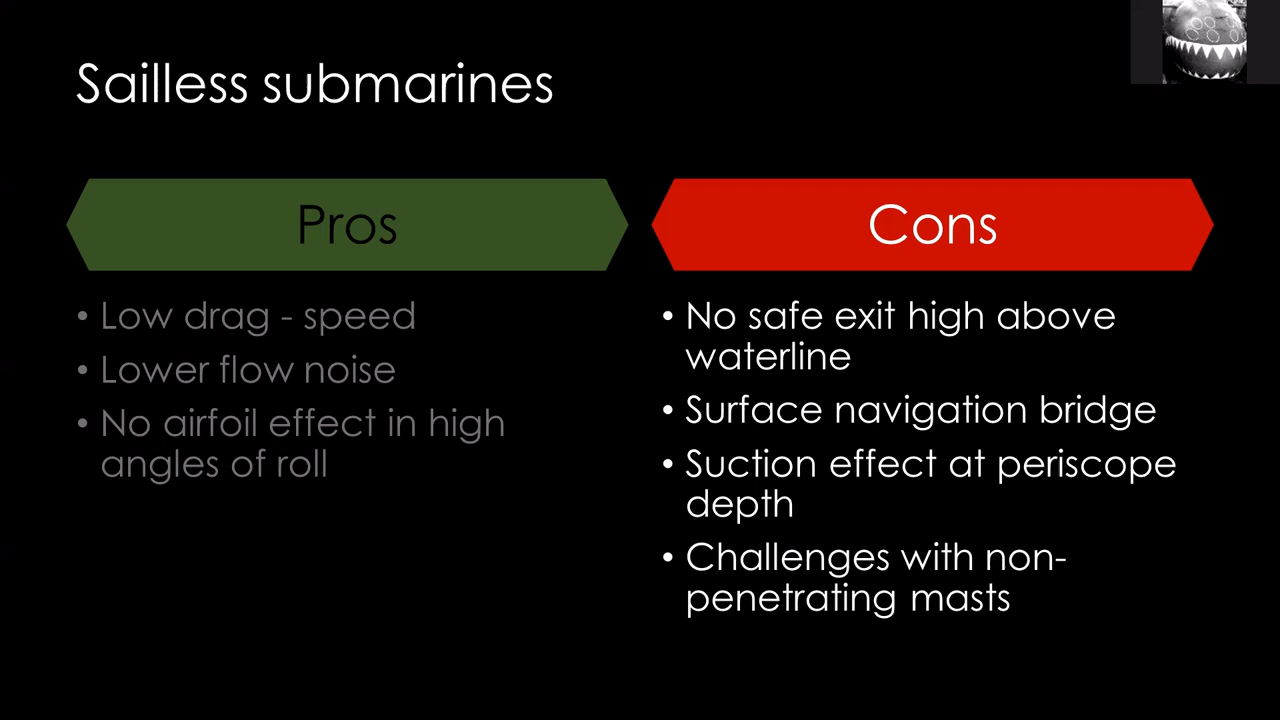 Sailless submarines
Pros
• Low drag - speed
• Lower flow noise
• No airfoil effect in high
angles of roll
Cons
• No safe exit high above
waterline
• Surface navigation bridge
• Suction effect at periscope
depth
• Challenges with non-
penetrating masts